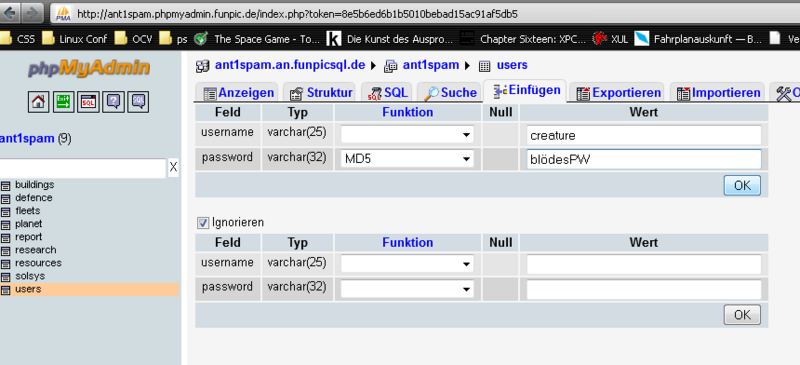 http://ant1spam.phpmyadmin.funpic.de/index.php?token=8e5b6ed6b1b5010bebad15ac91af5db5
CSS Linux Conf OCV ps The Space Game - To... Die Kunst des Auspro... Chapter Sixteen: XPC... XUL Fahrplanauskunft — B... Ve
phpMyAdmin
SQL
ant1spam (9)
X
buildings
defence
fleets
planet
report
research
resources
solsys
users
ant1spam.an.funpicsql.de ant1spam users
Anzeigen Struktur SQL Suche Einfügen Exportieren Importieren O
Feld Typ Funktion Null Wert
username varchar(25) creature
password varchar(32) MD5 blödesPW
OK
Ignorieren
Feld Typ Funktion Null Wert
username varchar(25)
password varchar(32)
OK